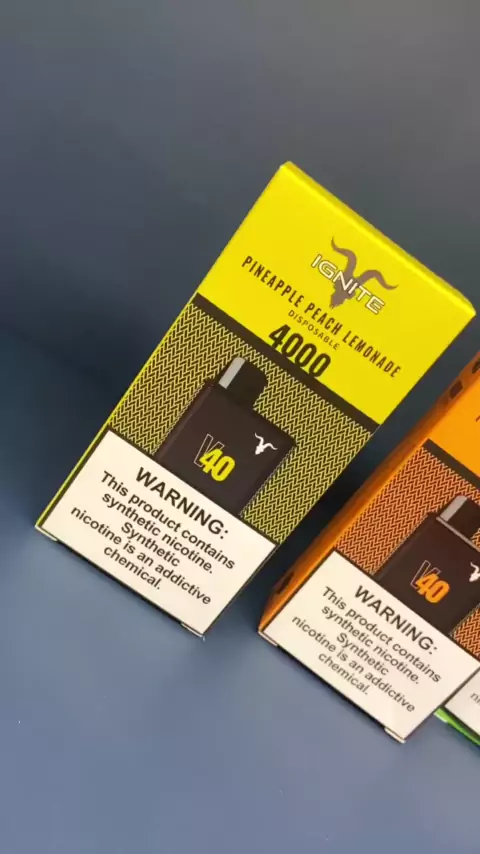 IGNITE
PINEAPPLE PEACH LEMONADE
DISPOSABLE
4000
V40
WARNING:
This product contains
synthetic nicotine.
Synthetic
nicotine is an addictive
chemical.
V40
WARNING:
This product contains
synthetic nicotine.
Synthetic
nicotine is an addictive
chemical.